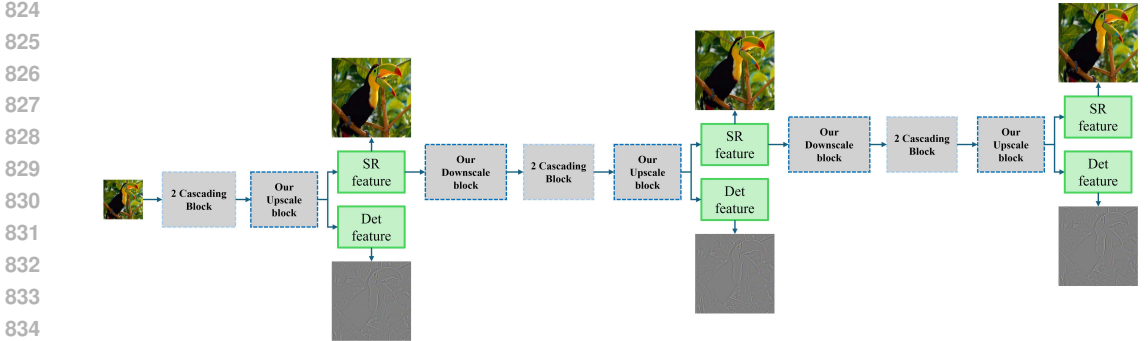 824
825
826
827
828
829
830
831
832
833
834
2 Cascading
Block
Our
Upscale
block
SR
feature
Det
feature
Our
Downscale
block
2 Cascading
Block
Our
Upscale
block
SR
feature
Det
feature
Our
Downscale
block
2 Cascading
Block
Our
Upscale
block
SR
feature
Det
feature